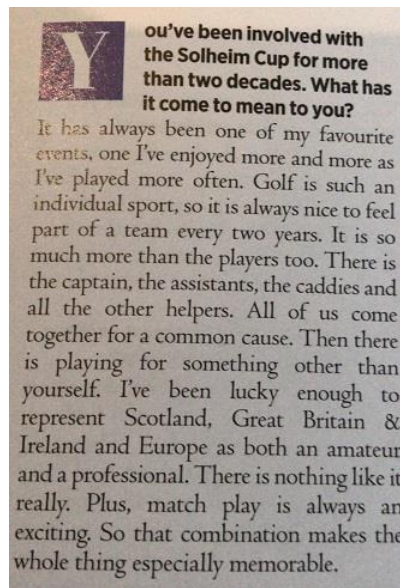 You've been involved with
the Solheim Cup for more
than two decades. What has
it come to mean to you?
It has always been one of my favourite
events, one I've enjoyed more and more as
I've played more often. Golf is such an
individual sport, so it is always nice to feel
part of a team every two years. It is so
much more than the players too. There is
the captain, the assistants, the caddies and
all the other helpers. All of us come
together for a common cause. Then there
is playing for something other than
yourself. I've been lucky enough to
represent Scotland, Great Britain &
Ireland and Europe as both an amateur
and a professional. There is nothing like it
really. Plus, match play is always an
exciting. So that combination makes the
whole thing especially memorable.